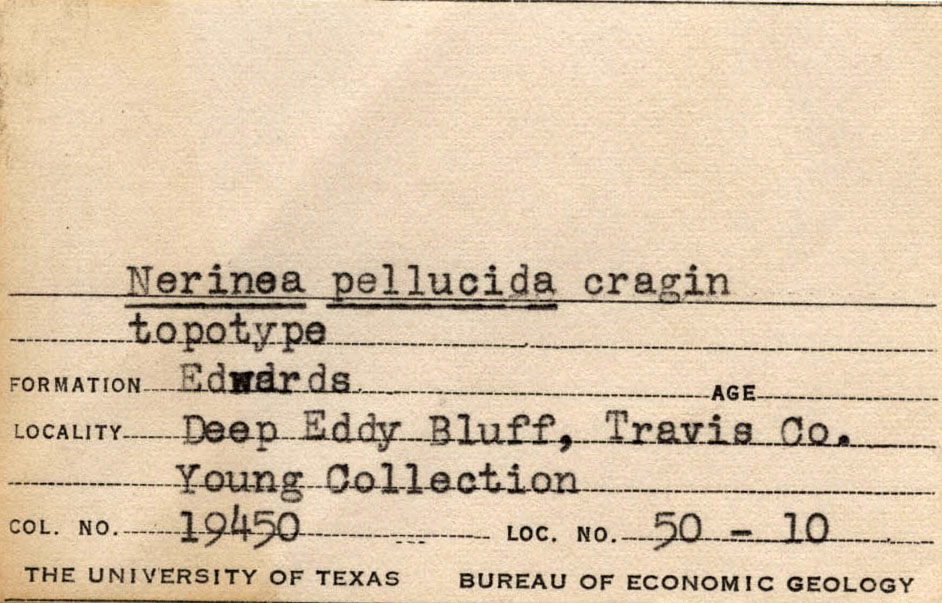 Nerinea pellucida cragin
topotype
FORMATION Edwards AGE
LOCALITY Deep Eddy Bluff, Travis Co.
Young Collection
COL. NO. 19450 LOC. NO. 50 - 10
THE UNIVERSITY OF TEXAS BUREAU OF ECONOMIC GEOLOGY